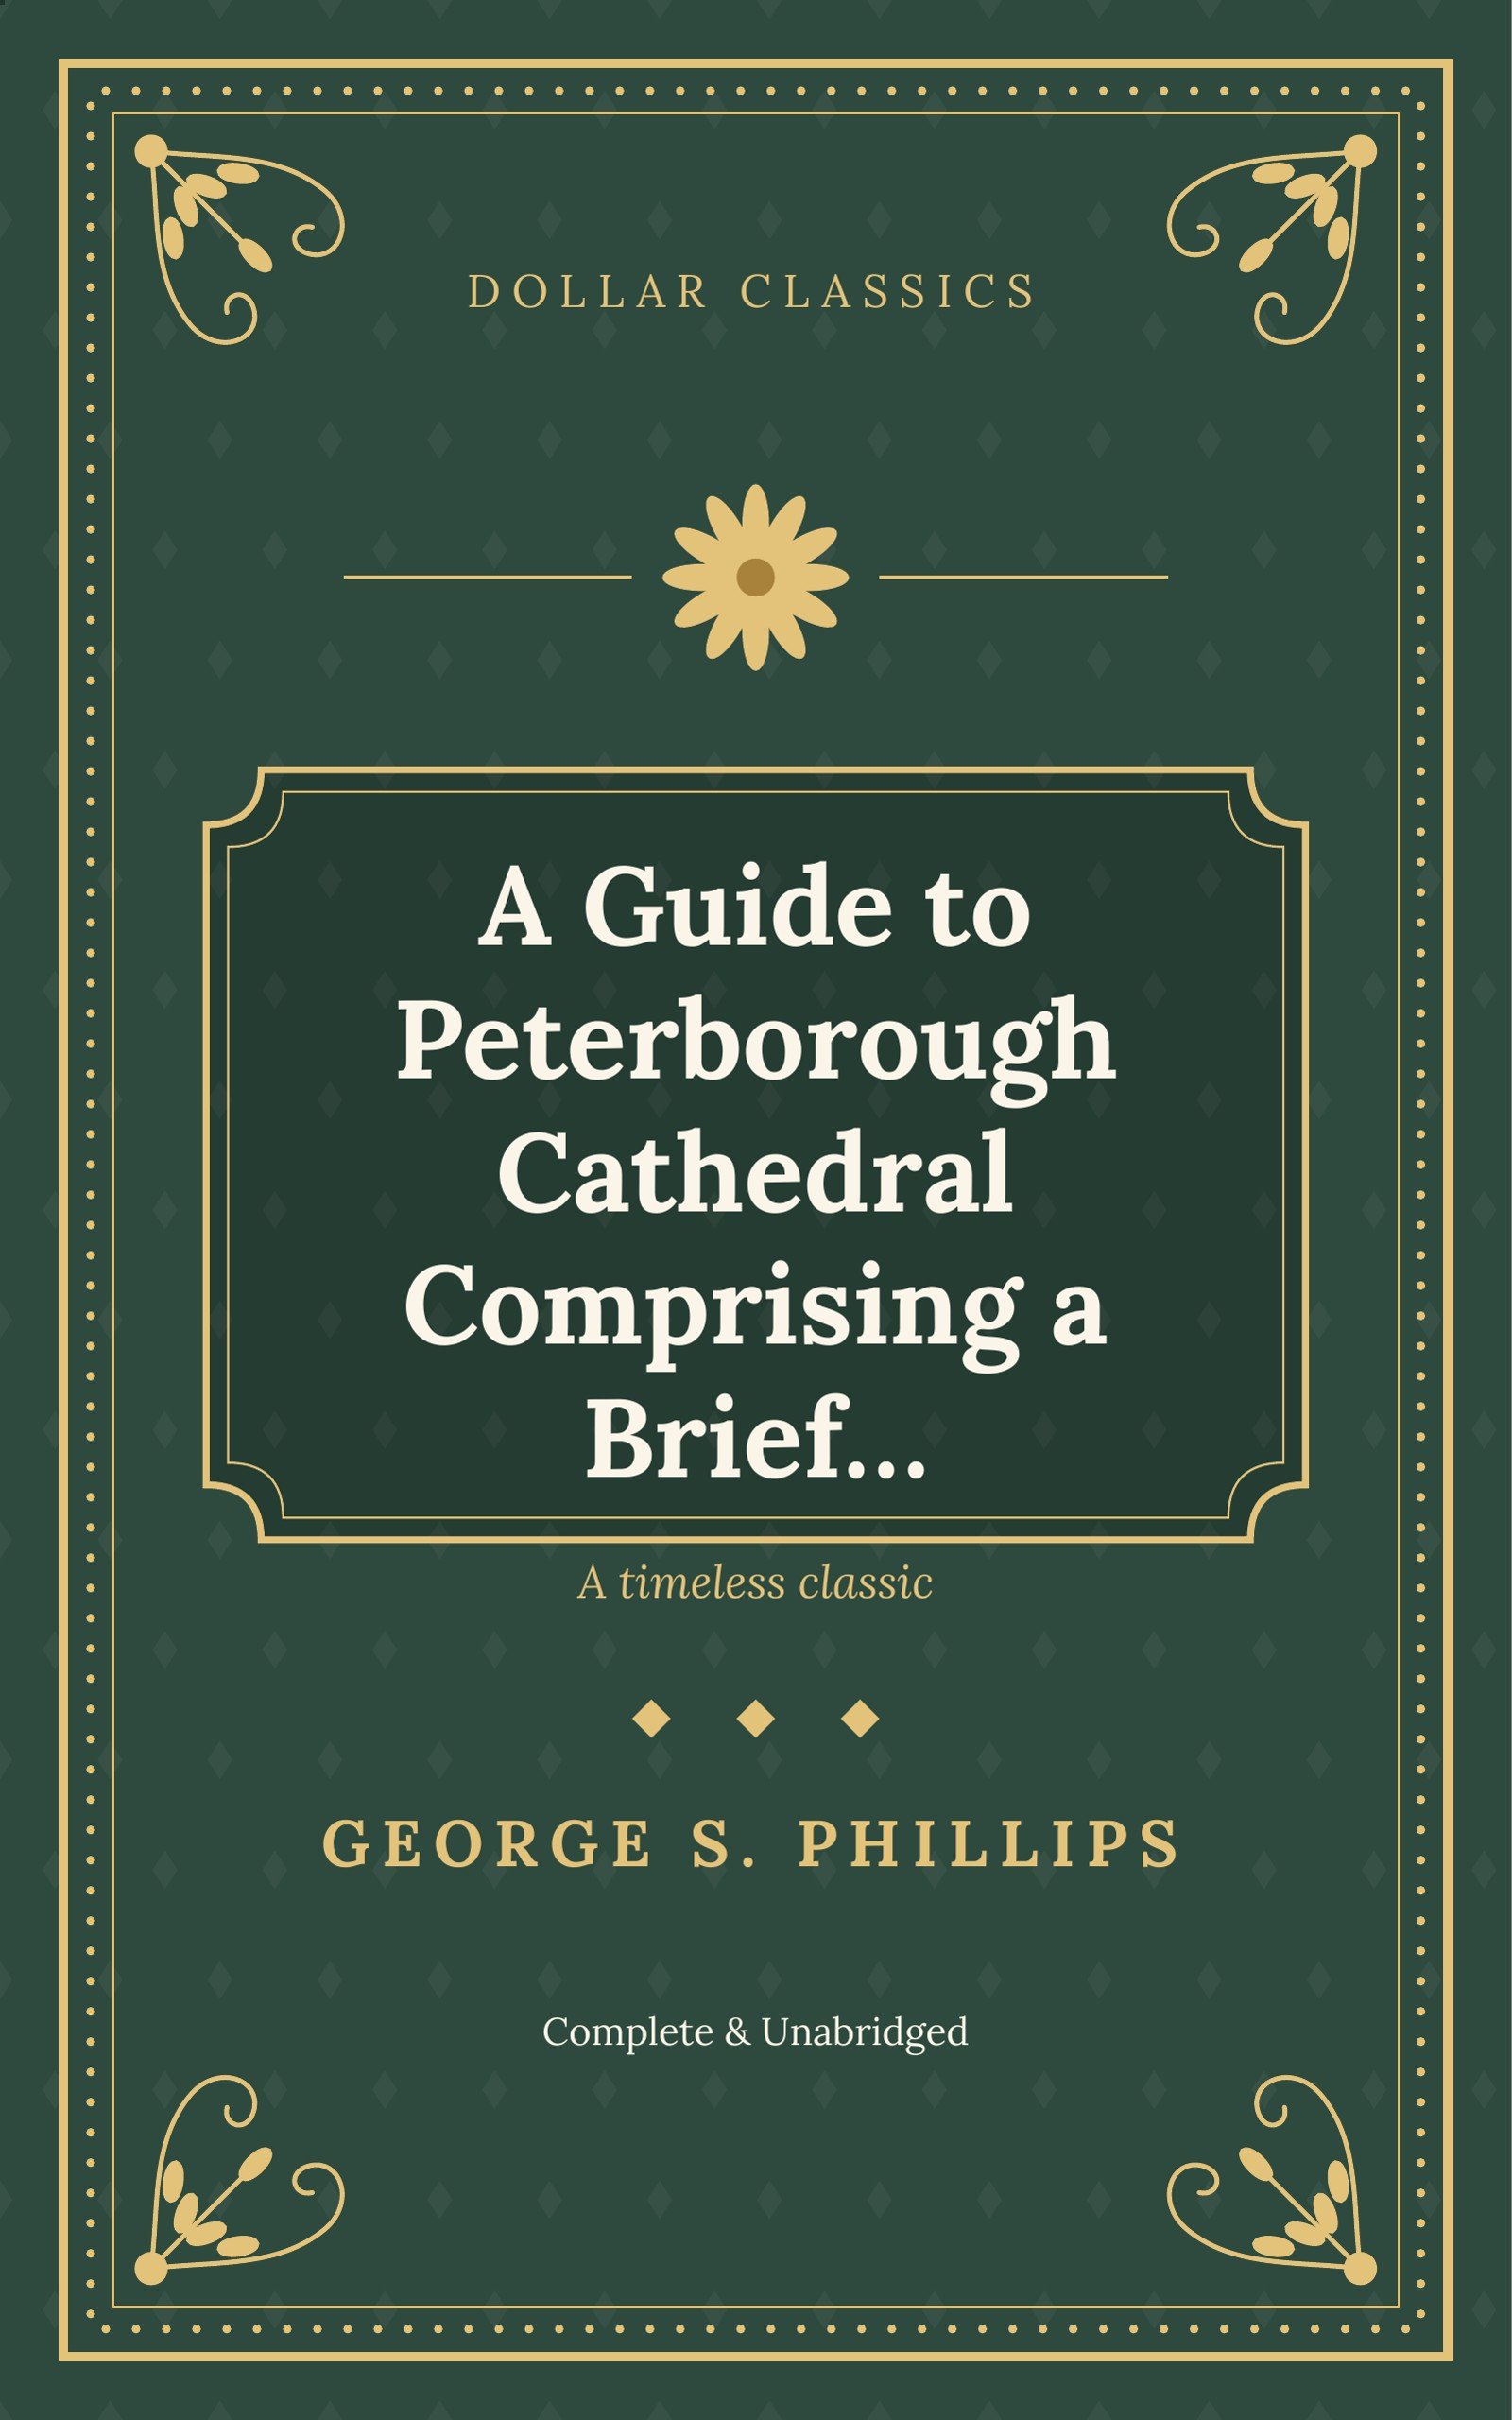 DOLLAR CLASSICS
A Guide to
Peterborough
Cathedral
Comprising a
Brief...
A timeless classic
GEORGE S. PHILLIPS
Complete & Unabridged